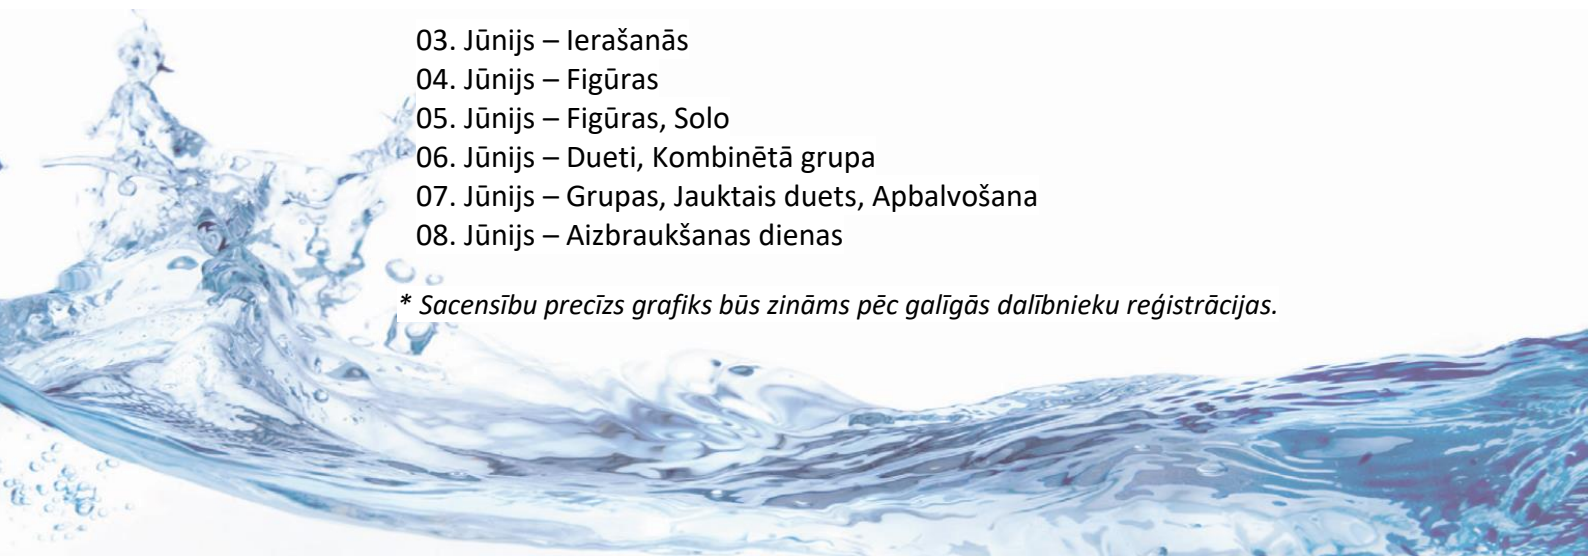 03. Jūnijs – Ierašanās
04. Jūnijs – Figūras
05. Jūnijs – Figūras, Solo
06. Jūnijs – Dueti, Kombinētā grupa
07. Jūnijs – Grupas, Jauktais duets, Apbalvošana
08. Jūnijs – Aizbraukšanas dienas
* Sacensību precīzs grafiks būs zināms pēc galīgās dalībnieku reģistrācijas.